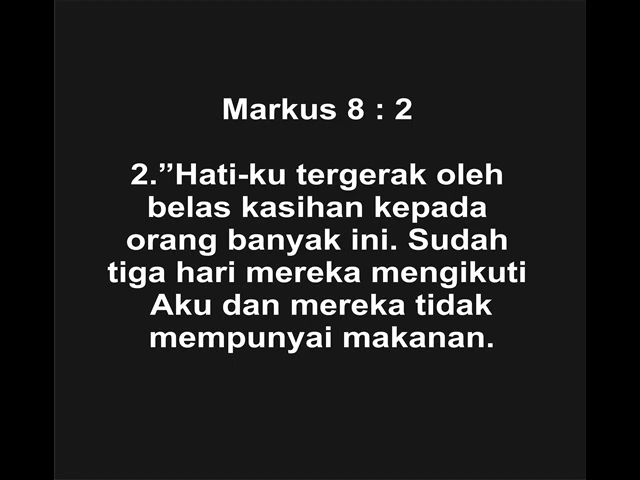 Markus 8 : 2
2.”Hati-ku tergerak oleh
belas kasihan kepada
orang banyak ini. Sudah
tiga hari mereka mengikuti
Aku dan mereka tidak
mempunyai makanan.